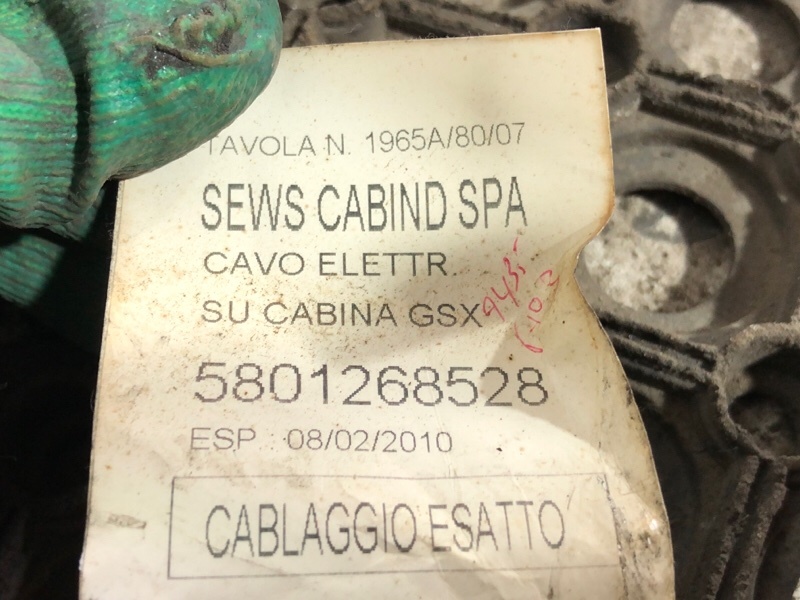 TAVOLA N. 1965A/80/07
SEWS CABIND SPA
CAVO ELETTR.
SU CABINA GSX
5801268528
ESP : 08/02/2010
CABLAGGIO ESATTO